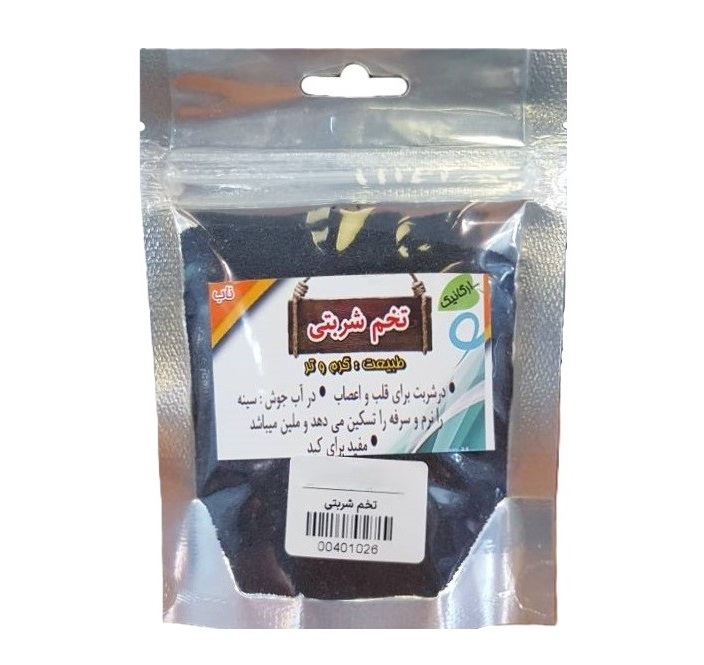 ناب
ارگانیک
تخم شربتی
طبیعت : گرم و تر
• درشربت برای قلب و اعصاب • در آب جوش : سینه
را نرم و سرفه را تسکین می دهد و ملین میباشد
• مفید برای کبد
تخم شربتی
00401026